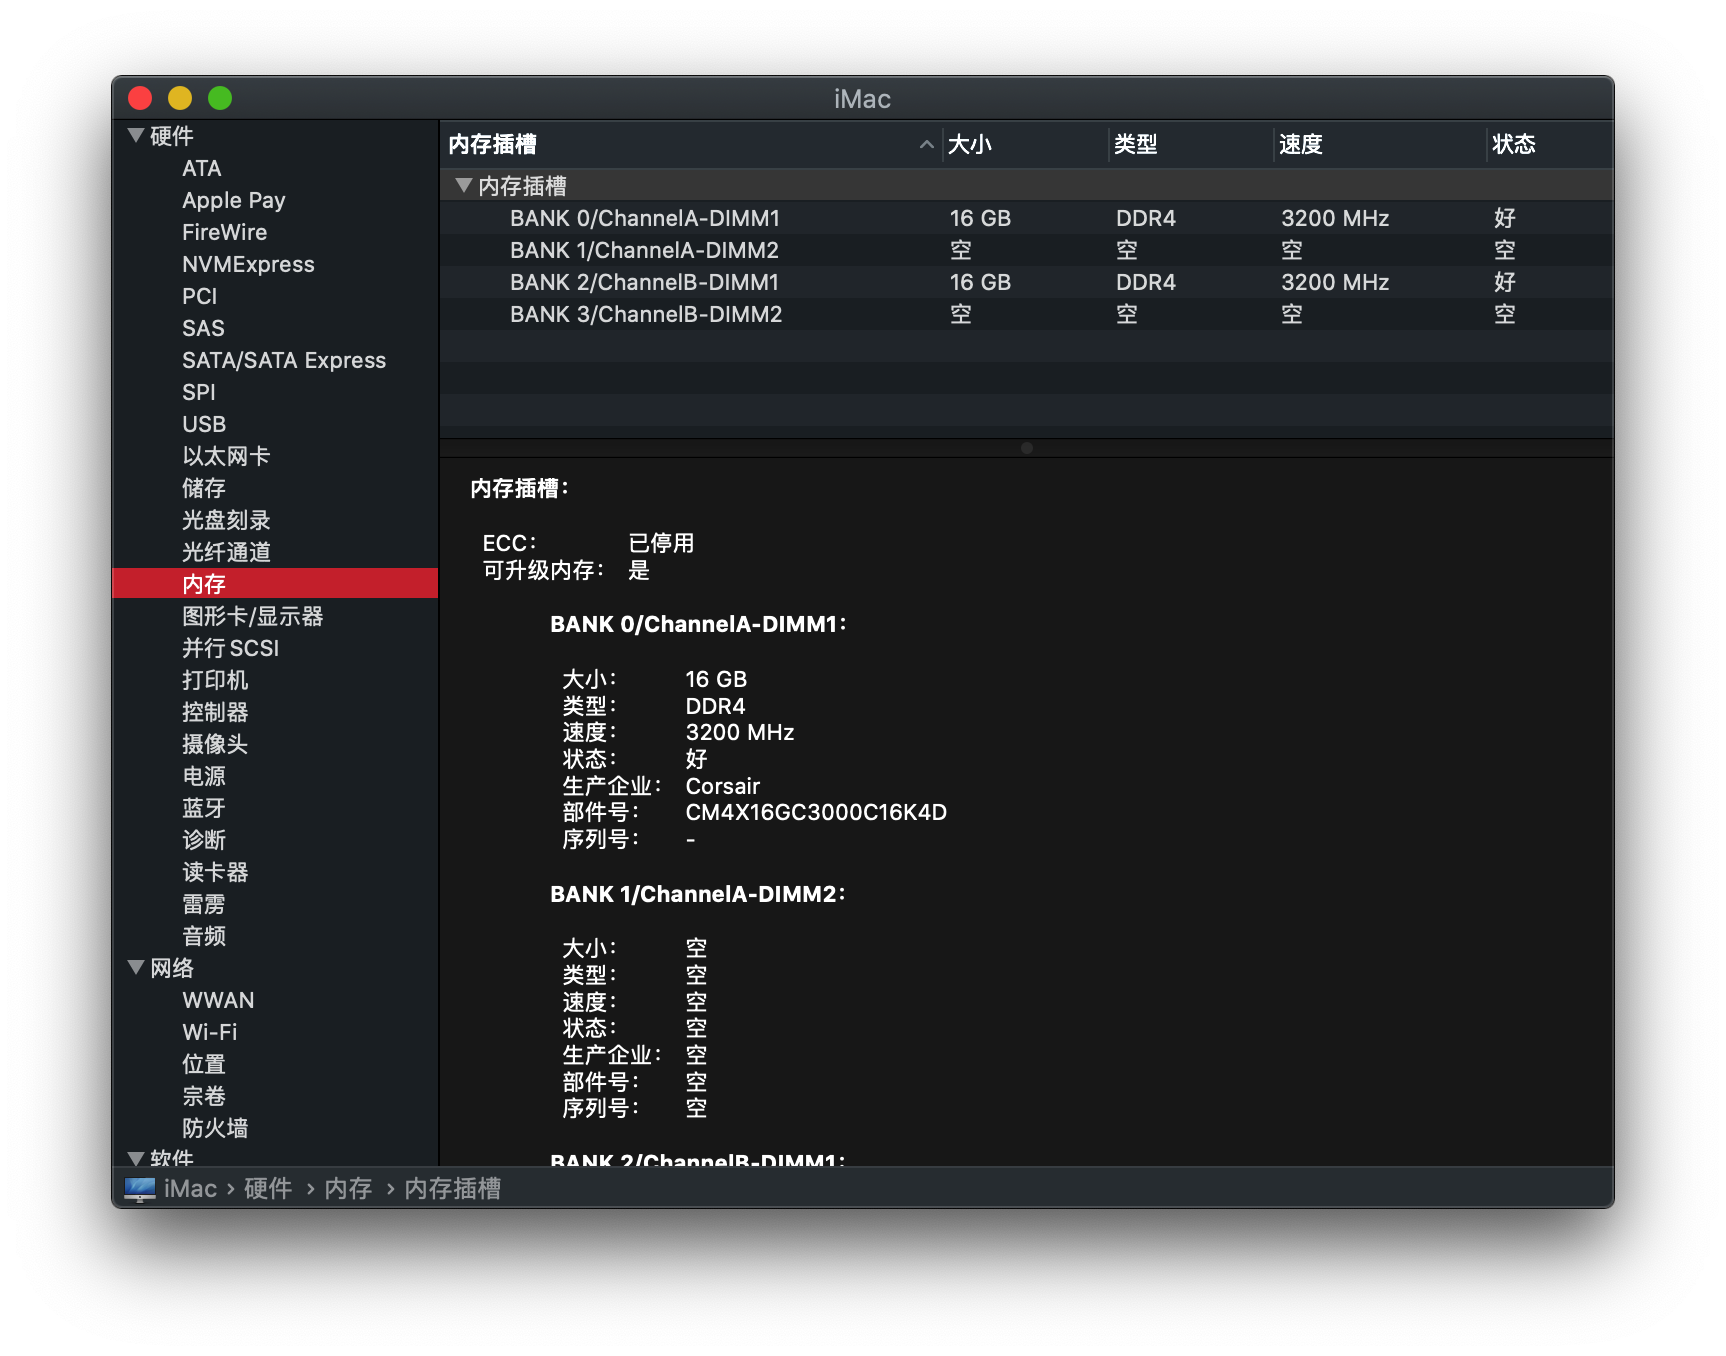 iMac
硬件
ATA
Apple Pay
FireWire
NVMExpress
PCI
SAS
SATA/SATA Express
SPI
USB
以太网卡
储存
光盘刻录
光纤通道
内存
图形卡/显示器
并行 SCSI
打印机
控制器
摄像头
电源
蓝牙
诊断
读卡器
雷雳
音频
网络
WWAN
Wi-Fi
位置
宗卷
防火墙
软件
内存插槽 大小 类型 速度 状态
内存插槽
BANK 0/ChannelA-DIMM1 16 GB DDR4 3200 MHz 好
BANK 1/ChannelA-DIMM2 空 空 空 空
BANK 2/ChannelB-DIMM1 16 GB DDR4 3200 MHz 好
BANK 3/ChannelB-DIMM2 空 空 空 空
内存插槽：
ECC： 已停用
可升级内存： 是
BANK 0/ChannelA-DIMM1：
大小： 16 GB
类型： DDR4
速度： 3200 MHz
状态： 好
生产企业： Corsair
部件号： CM4X16GC3000C16K4D
序列号： -
BANK 1/ChannelA-DIMM2：
大小： 空
类型： 空
速度： 空
状态： 空
生产企业： 空
部件号： 空
序列号： 空
BANK 2/ChannelB-DIMM1：
iMac › 硬件 › 内存 › 内存插槽